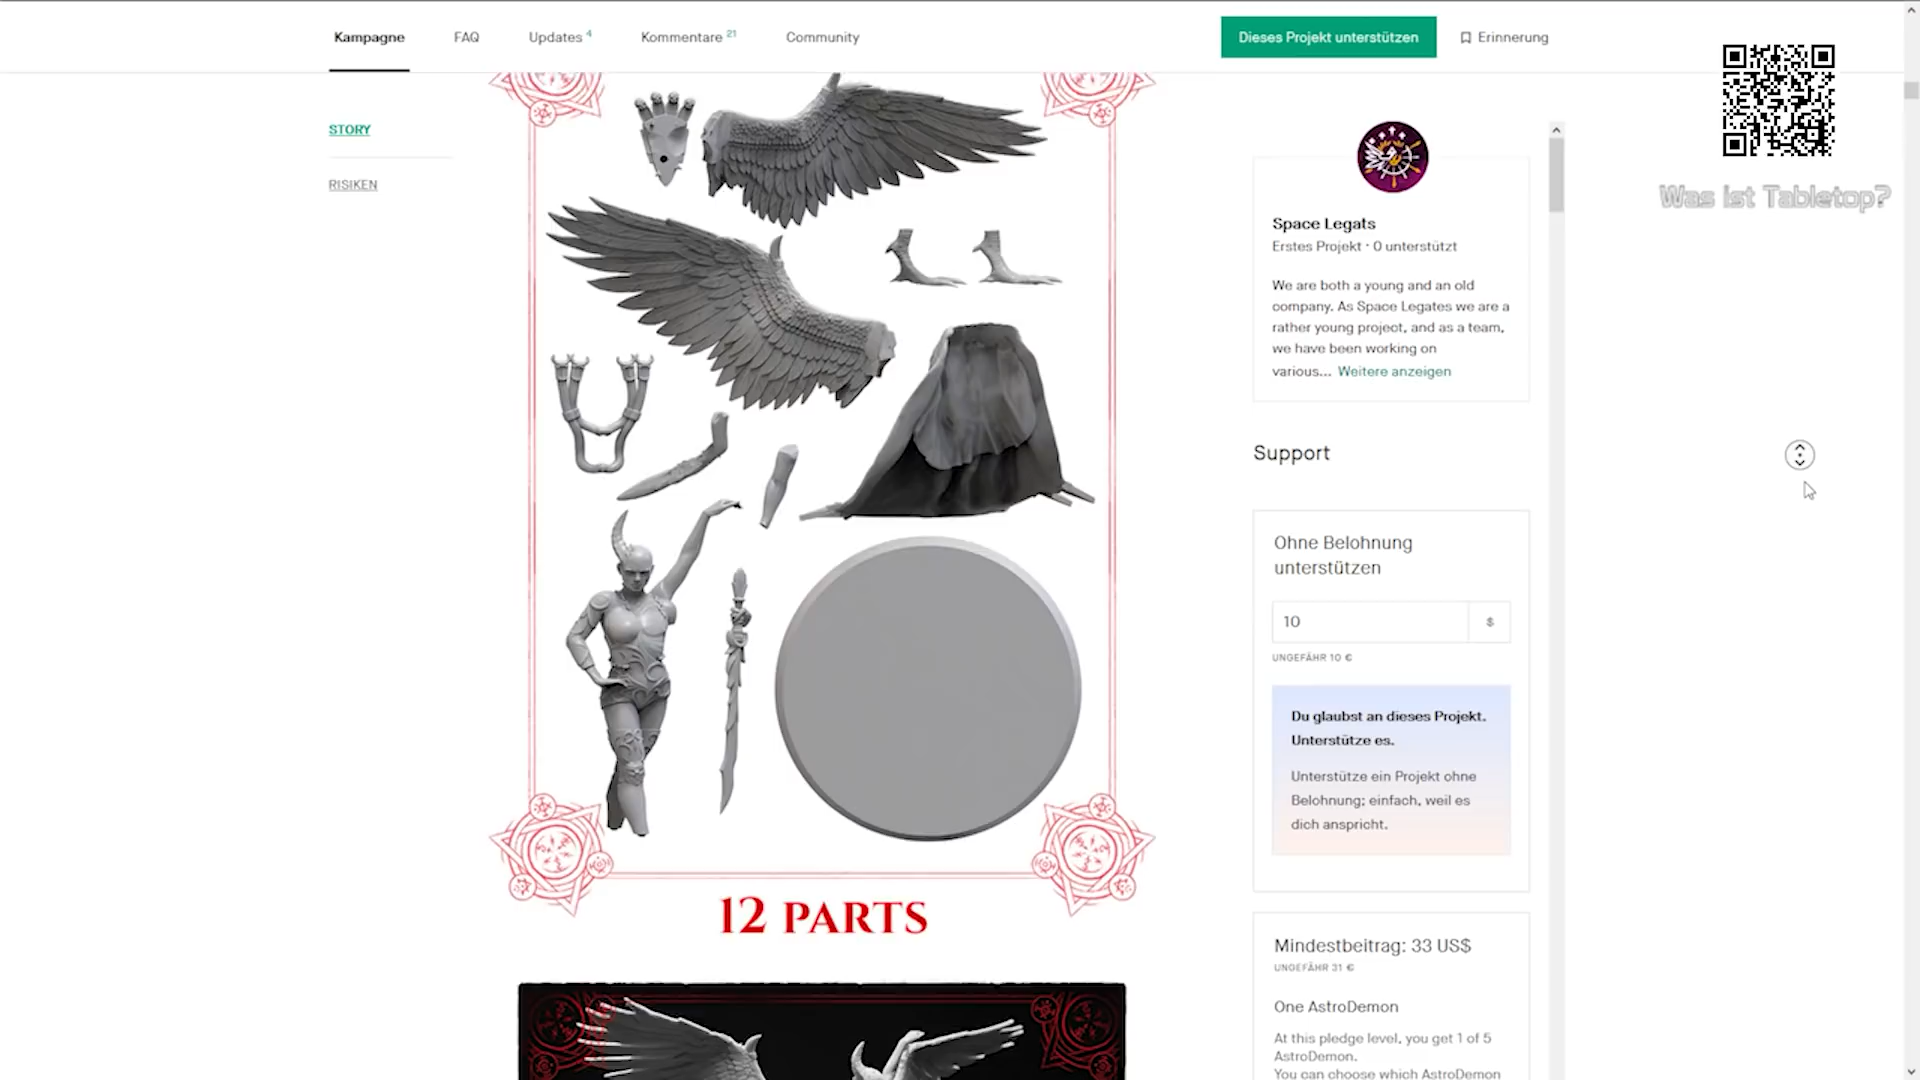 Kampagne
FAQ
Updates 4
Kommentare 21
Community
Dieses Projekt unterstützen
Erinnerung
Was ist Tabletop?
STORY
RISIKEN
12 PARTS
Space Legats
Erstes Projekt · 0 unterstützt
We are both a young and an old
company. As Space Legates we are a
rather young project, and as a team,
we have been working on
various... Weitere anzeigen
Support
Ohne Belohnung
unterstützen
10 $
UNGEFÄHR 10 €
Du glaubst an dieses Projekt.
Unterstütze es.
Unterstütze ein Projekt ohne
Belohnung; einfach, weil es
dich anspricht.
Mindestbeitrag: 33 US$
UNGEFÄHR 31 €
One AstroDemon
At this pledge level, you get 1 of 5
AstroDemon.
You can choose which AstroDemon